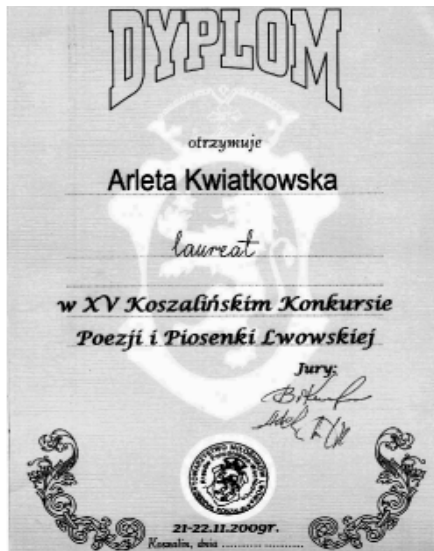 DYPLOM
otrzymuje
Arleta Kwiatkowska
laureat
w XV Koszalińskim Konkursie
Poezji i Piosenki Lwowskiej
Jury:
21-22.11.2009r.
Koszalin, dnia